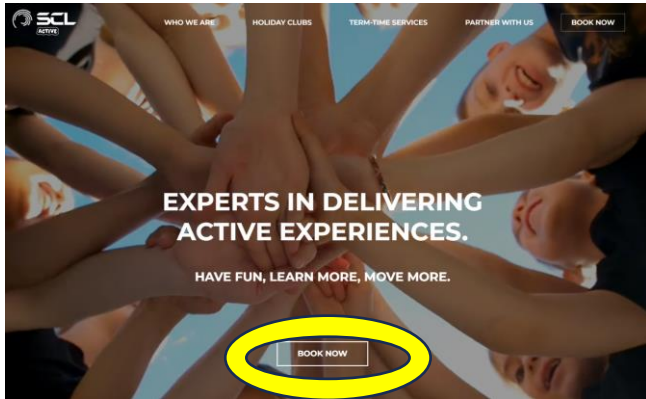 SCL
ACTIVE
WHO WE ARE
HOLIDAY CLUBS
TERM-TIME SERVICES
PARTNER WITH US
BOOK NOW
EXPERTS IN DELIVERING
ACTIVE EXPERIENCES.
HAVE FUN, LEARN MORE, MOVE MORE.
BOOK NOW